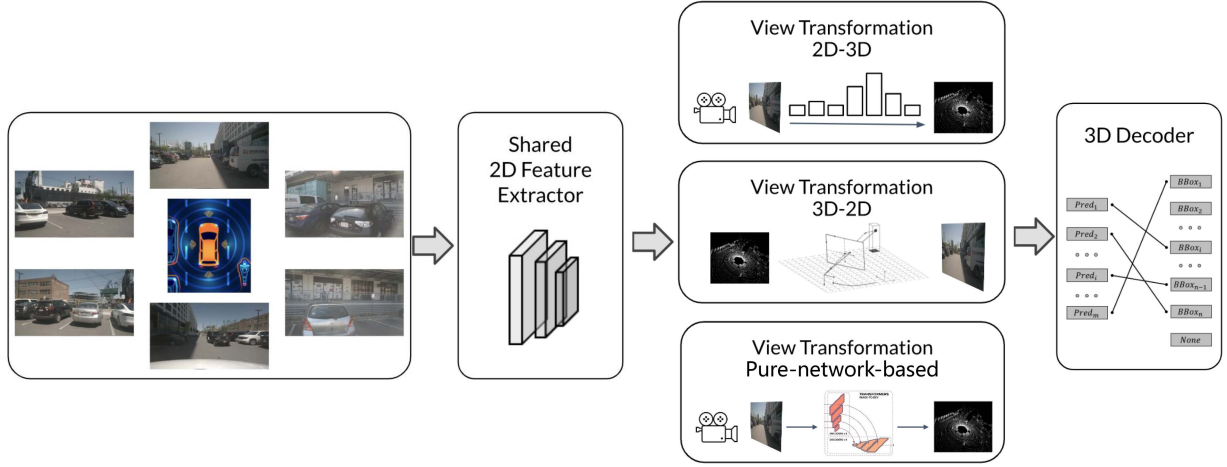 Shared
2D Feature
Extractor
View Transformation
2D-3D
View Transformation
3D-2D
View Transformation
Pure-network-based
TRANSFORMERS
3D Decoder
Pred₁
Pred₂
Predᵢ
Predₘ
BBox₁
BBox₂
BBoxᵢ
BBoxₙ₋₁
BBoxₙ
None